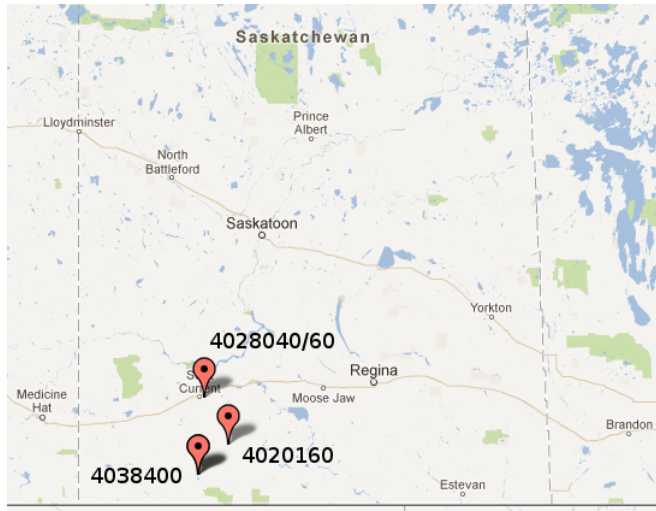 Saskatchewan
Lloydminster
Prince
Albert
North
Battleford
Saskatoon
Yorkton
4028040/60
Regina
Current
Medicine
Hat
Moose Jaw
Brandon
4020160
4038400
Estevan